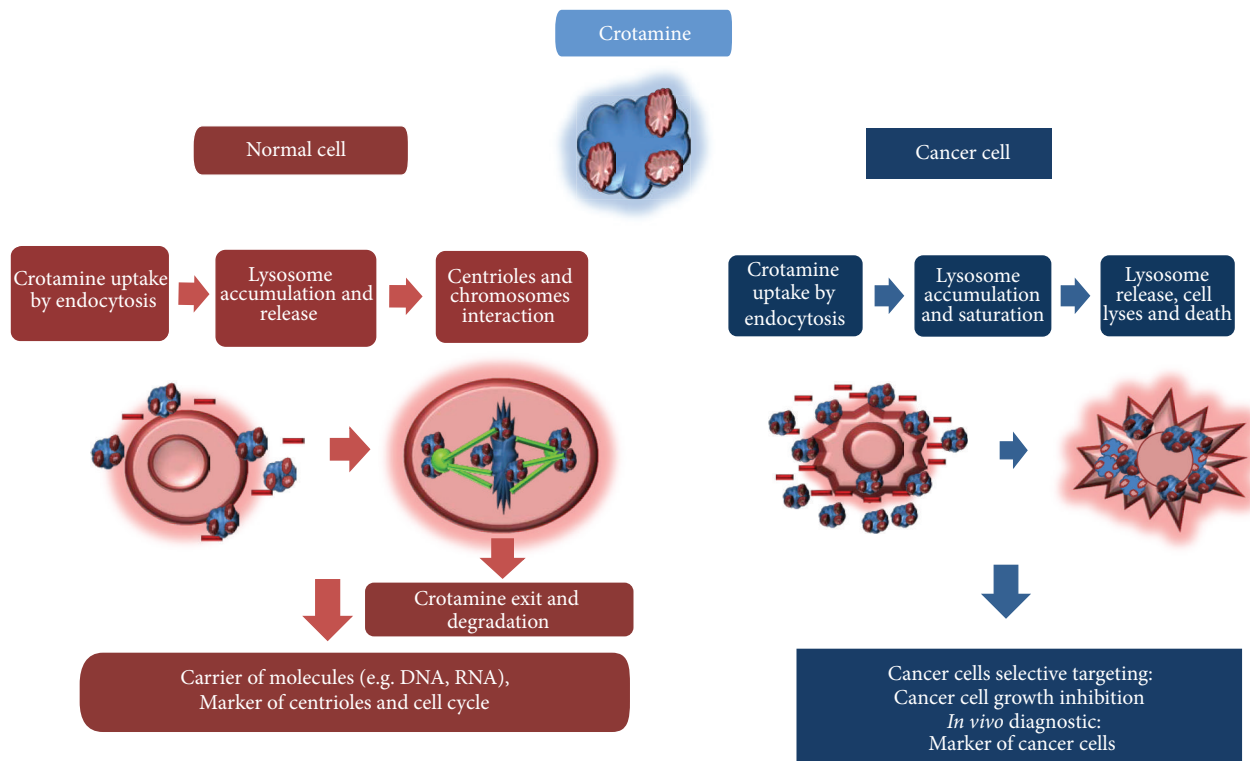 Crotamine
Normal cell
Cancer cell
Crotamine uptake
by endocytosis
Lysosome
accumulation and
release
Centrioles and
chromosomes
interaction
Crotamine
uptake by
endocytosis
Lysosome
accumulation
and saturation
Lysosome
release, cell
lyses and death
Crotamine exit and
degradation
Carrier of molecules (e.g. DNA, RNA),
Marker of centrioles and cell cycle
Cancer cells selective targeting:
Cancer cell growth inhibition
In vivo diagnostic:
Marker of cancer cells